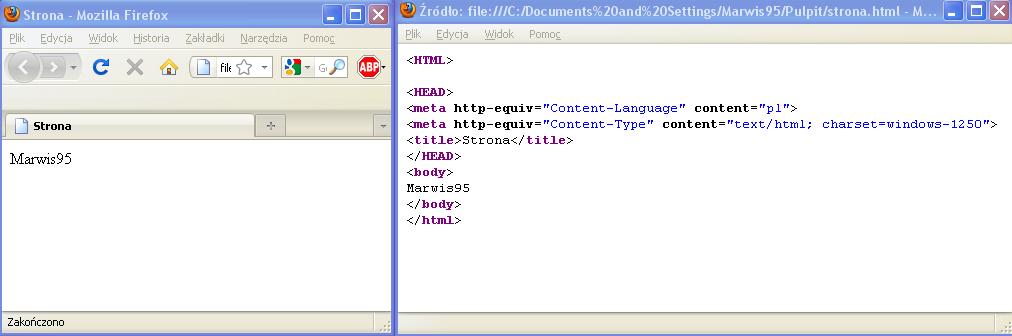 Strona - Mozilla Firefox
Plik Edycja Widok Historia Zakładki Narzędzia Pomoc
file G ABP
Strona
Marwis95
Zakończono
Źródło: file:///C:/Documents%20and%20Settings/Marwis95/Pulpit/strona.html - M...
Plik Edycja Widok Pomoc
<HTML>
<HEAD>
<meta http-equiv="Content-Language" content="pl">
<meta http-equiv="Content-Type" content="text/html; charset=windows-1250">
<title>Strona</title>
</HEAD>
<body>
Marwis95
</body>
</html>